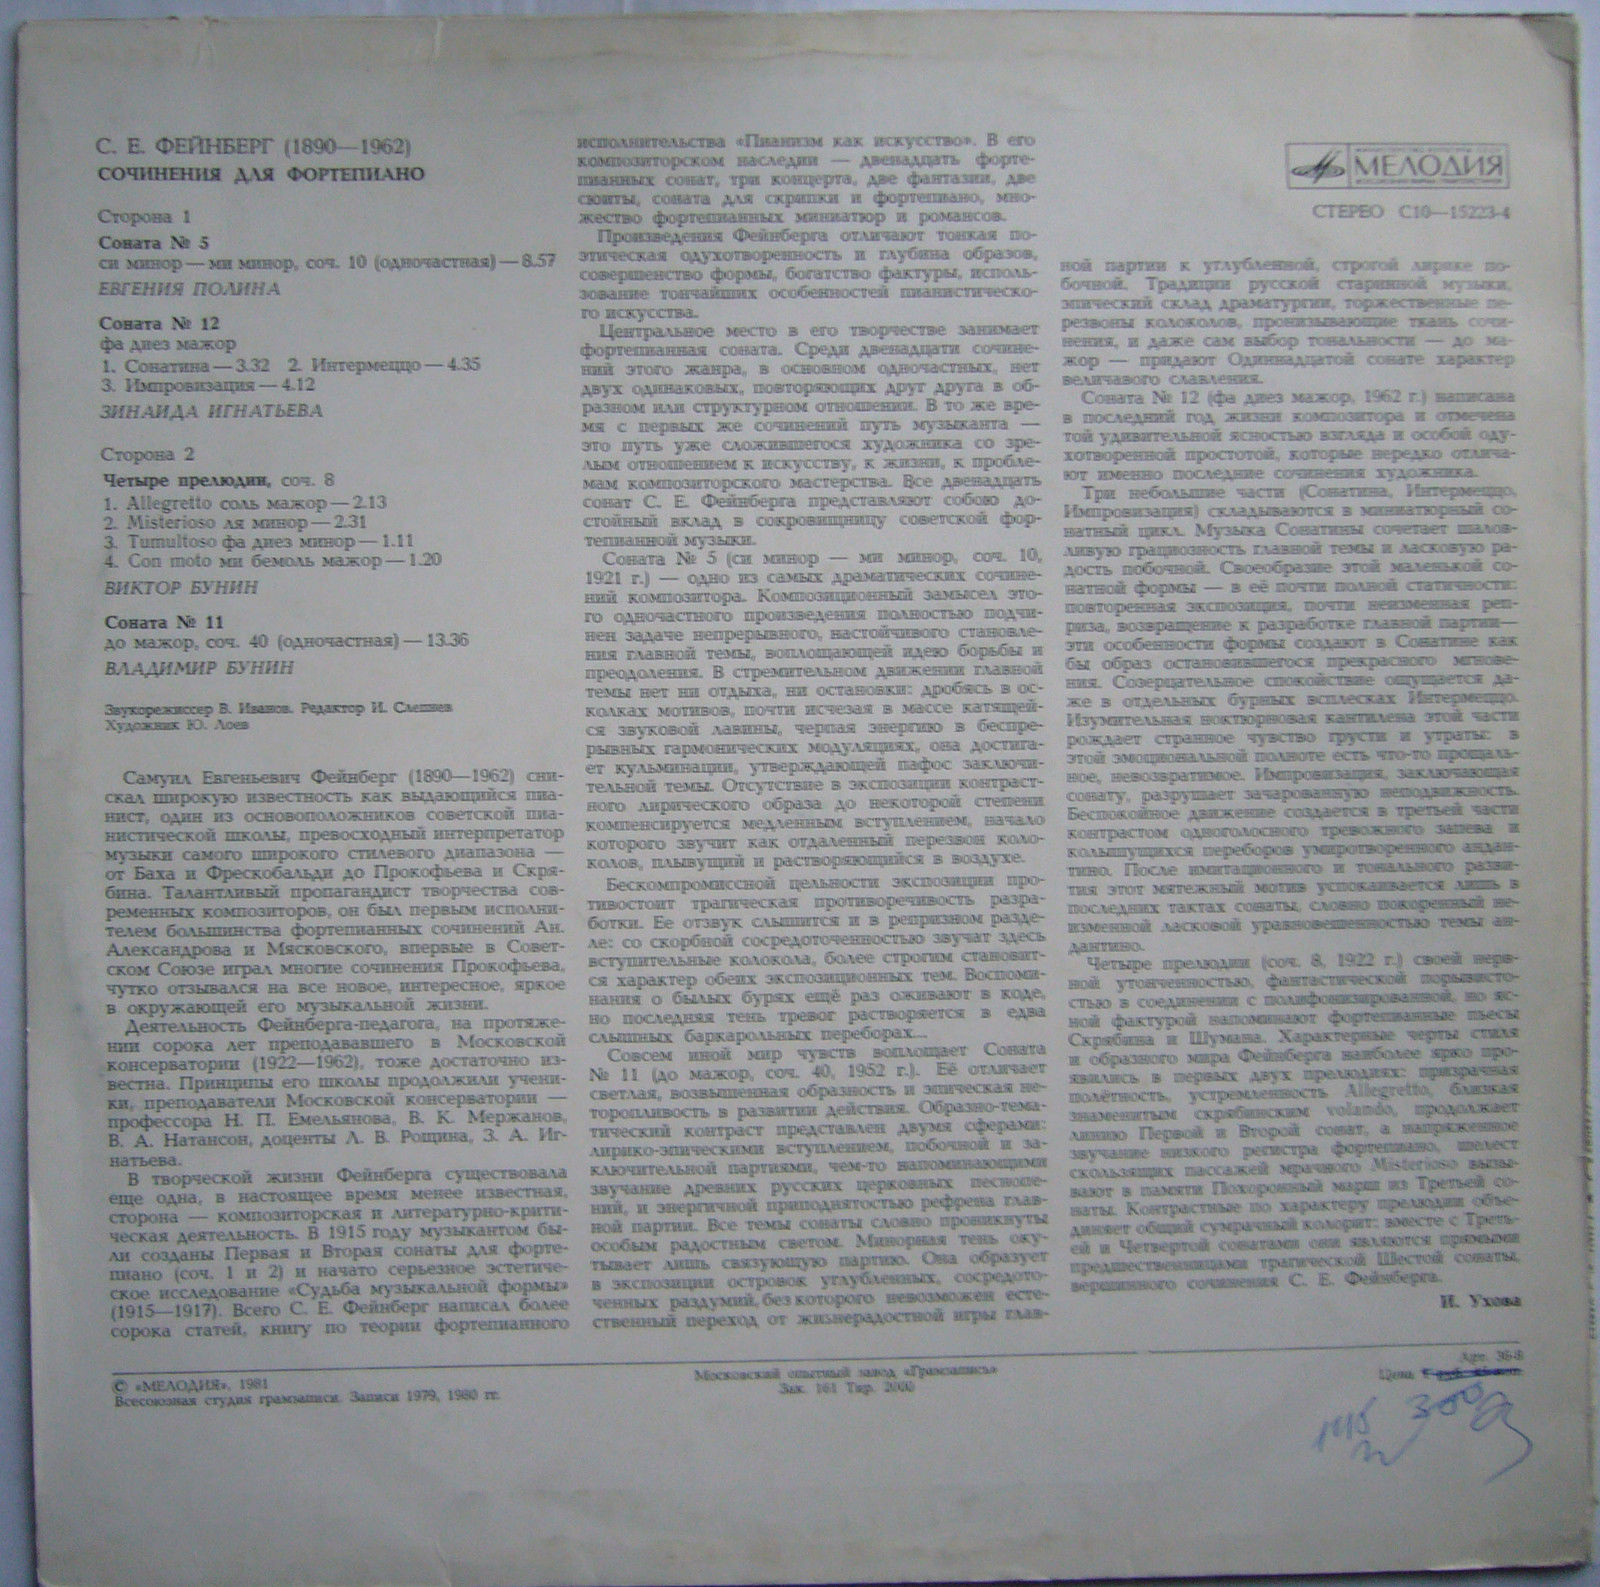 С. Е. ФЕЙНБЕРГ (1890—1962)
СОЧИНЕНИЯ ДЛЯ ФОРТЕПИАНО
Сторона 1
Соната № 5
си минор — ми минор, соч. 10 (одночастная) — 8.57
ЕВГЕНИЯ ПОЛИНА
Соната № 12
фа диез мажор
1. Сонатина — 3.32 2. Интермеццо — 4.35
3. Импровизация — 4.12
ЗИНАИДА ИГНАТЬЕВА
Сторона 2
Четыре прелюдии, соч. 8
1. Allegretto соль мажор — 2.13
2. Misterioso ля минор — 2.31
3. Tumultoso фа диез минор — 1.11
4. Con moto ми бемоль мажор — 1.20
ВИКТОР БУНИН
Соната № 11
до мажор, соч. 40 (одночастная) — 13.36
ВЛАДИМИР БУНИН
Звукорежиссер В. Иванов. Редактор И. Слепнев
Художник Ю. Лоев
Самуил Евгеньевич Фейнберг (1890—1962) сни-
скал широкую известность как выдающийся пиа-
нист, один из основоположников советской пиа-
нистической школы, превосходный интерпретатор
музыки самого широкого стилевого диапазона —
от Баха и Фрескобальди до Прокофьева и Скря-
бина. Талантливый пропагандист творчества сов-
ременных композиторов, он был первым исполни-
телем большинства фортепианных сочинений Ан.
Александрова и Мясковского, впервые в Совет-
ском Союзе играл многие сочинения Прокофьева,
чутко отзывался на все новое, интересное, яркое
в окружающей его музыкальной жизни.
Деятельность Фейнберга-педагога, на протяже-
нии сорока лет преподававшего в Московской
консерватории (1922—1962), тоже достаточно из-
вестна. Принципы его школы продолжили учени-
ки, преподаватели Московской консерватории —
профессора Н. П. Емельянова, В. К. Мержанов,
В. А. Натансон, доценты Л. В. Рощина, З. А. Иг-
натьева.
В творческой жизни Фейнберга существовала
еще одна, в настоящее время менее известная,
сторона — композиторская и литературно-крити-
ческая деятельность. В 1915 году музыкантом бы-
ли созданы Первая и Вторая сонаты для форте-
пиано (соч. 1 и 2) и начато серьезное эстетиче-
ское исследование «Судьба музыкальной формы»
(1915—1917). Всего С. Е. Фейнберг написал более
сорока статей, книгу по теории фортепианного
исполнительства «Пианизм как искусство». В его
композиторском наследии — двенадцать форте-
пианных сонат, три концерта, две фантазии, две
сюиты, соната для скрипки и фортепиано, мно-
жество фортепианных миниатюр и романсов.
Произведения Фейнберга отличают тонкая по-
этическая одухотворенность и глубина образов,
совершенство формы, богатство фактуры, исполь-
зование тончайших особенностей пианистическо-
го искусства.
Центральное место в его творчестве занимает
фортепианная соната. Среди двенадцати сочине-
ний этого жанра, в основном одночастных, нет
двух одинаковых, повторяющих друг друга в об-
разном или структурном отношении. В то же вре-
мя с первых же сочинений путь музыканта —
это путь уже сложившегося художника со зре-
лым отношением к искусству, к жизни, к пробле-
мам композиторского мастерства. Все двенадцать
сонат С. Е. Фейнберга представляют собою до-
стойный вклад в сокровищницу советской фор-
тепианной музыки.
Соната № 5 (си минор — ми минор, соч. 10,
1921 г.) — одно из самых драматических сочине-
ний композитора. Композиционный замысел это-
го одночастного произведения полностью подчи-
нен задаче непрерывного, настойчивого становле-
ния главной темы, воплощающей идею борьбы и
преодоления. В стремительном движении главной
темы нет ни отдыха, ни остановки: дробясь в ос-
колках мотивов, почти исчезая в массе катящей-
ся звуковой лавины, черпая энергию в беспре-
рывных гармонических модуляциях, она достига-
ет кульминации, утверждающей пафос заключи-
тельной темы. Отсутствие в экспозиции контраст-
ного лирического образа до некоторой степени
компенсируется медленным вступлением, начало
которого звучит как отдаленный перезвон коло-
колов, плывущий и растворяющийся в воздухе.
Бескомпромиссной цельности экспозиции про-
тивостоит трагическая противоречивость разра-
ботки. Ее отзвук слышится и в репризном разде-
ле: со скорбной сосредоточенностью звучат здесь
вступительные колокола, более строгим становит-
ся характер обеих экспозиционных тем. Воспоми-
нания о былых бурях ещё раз оживают в коде,
но последняя тень тревог растворяется в едва
слышных баркарольных переборах...
Совсем иной мир чувств воплощает Соната
№ 11 (до мажор, соч. 40, 1952 г.). Её отличает
светлая, возвышенная образность и эпическая не-
торопливость в развитии действия. Образно-тема-
тический контраст представлен двумя сферами:
лирико-эпическими вступлением, побочной и за-
ключительной партиями, чем-то напоминающими
звучание древних русских церковных песнопе-
ний, и энергичной приподнятостью рефрена глав-
ной партии. Все темы сонаты словно проникнуты
особым радостным светом. Минорная тень оку-
тывает лишь связующую партию. Она образует
в экспозиции островок углубленных, сосредото-
ченных раздумий, без которого невозможен есте-
ственный переход от жизнерадостной игры глав-
МЕЛОДИЯ
СТЕРЕО С10—15223-4
ной партии к углубленной, строгой лирике по-
бочной. Традиции русской старинной музыки,
эпический склад драматургии, торжественные пе-
резвоны колоколов, пронизывающие ткань сочи-
нения, и даже сам выбор тональности — до ма-
жор — придают Одиннадцатой сонате характер
величавого славления.
Соната № 12 (фа диез мажор, 1962 г.) написана
в последний год жизни композитора и отмечена
той удивительной ясностью взгляда и особой оду-
хотворенной простотой, которые нередко отлича-
ют именно последние сочинения художника.
Три небольшие части (Сонатина, Интермеццо,
Импровизация) складываются в миниатюрный со-
натный цикл. Музыка Сонатины сочетает шалов-
ливую грациозность главной темы и ласковую ра-
дость побочной. Своеобразие этой маленькой со-
натной формы — в её почти полной статичности:
повторенная экспозиция, почти неизменная реп-
риза, возвращение к разработке главной партии—
эти особенности формы создают в Сонатине как
бы образ остановившегося прекрасного мгнове-
ния. Созерцательное спокойствие ощущается да-
же в отдельных бурных всплесках Интермеццо.
Изумительная ноктюрновая кантилена этой части
рождает странное чувство грусти и утраты: в
этой эмоциональной полноте есть что-то прощаль-
ное, невозвратимое. Импровизация, заключающая
сонату, разрушает зачарованную неподвижность.
Беспокойное движение создается в третьей части
контрастом одноголосного тревожного запева и
колышущихся переборов умиротворенного андан-
тино. После имитационного и тонального разви-
тия этот мятежный мотив успокаивается лишь в
последних тактах сонаты, словно покоренный не-
изменной ласковой уравновешенностью темы ан-
дантино.
Четыре прелюдии (соч. 8, 1922 г.) своей нерв-
ной утонченностью, фантастической порывисто-
стью в соединении с полифонизированной, но яс-
ной фактурой напоминают фортепианные пьесы
Скрябина и Шумана. Характерные черты стиля
и образного мира Фейнберга наиболее ярко про-
явились в первых двух прелюдиях: призрачная
полётность, устремленность Allegretto, близкая
знаменитым скрябинским volando, продолжает
линию Первой и Второй сонат, а напряженное
звучание низкого регистра фортепиано, шелест
скользящих пассажей мрачного Misterioso вызы-
вают в памяти Похоронный марш из Третьей со-
наты. Контрастные по характеру прелюдии объе-
диняет общий сумрачный колорит: вместе с Треть-
ей и Четвертой сонатами они являются прямыми
предшественницами трагической Шестой сонаты,
вершинного сочинения С. Е. Фейнберга.
И. Ухова
© «МЕЛОДИЯ», 1981
Всесоюзная студия грамзаписи. Записи 1979, 1980 гг.
Московский опытный завод «Грамзапись»
Зак. 161 Тир. 2000
Арт. 36-8
Цена